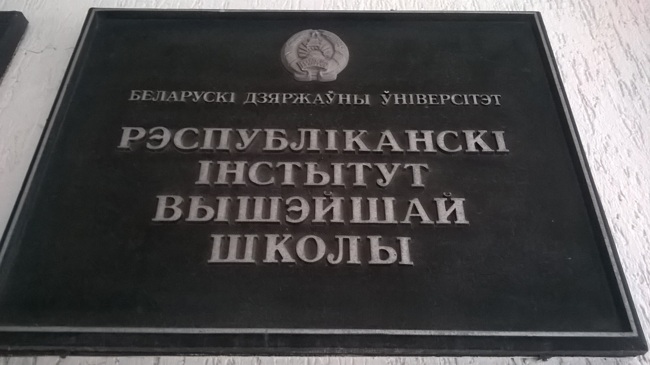 БЕЛАРУСКІ ДЗЯРЖАЎНЫ ЎНІВЕРСІТЭТ
РЭСПУБЛІКАНСКІ
ІНСТЫТУТ
ВЫШЭЙШАЙ
ШКОЛЫ